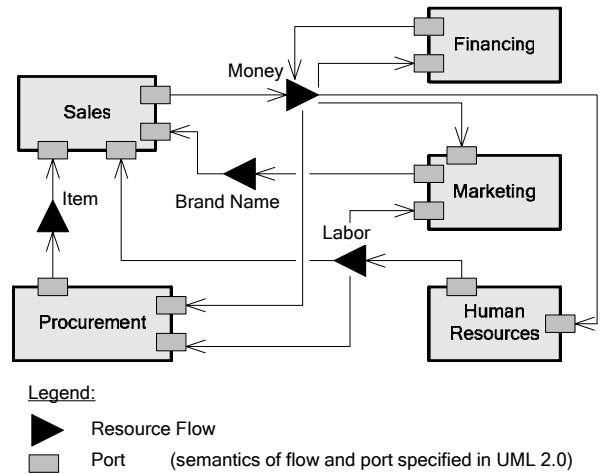 Financing
Money
Sales
Brand Name
Marketing
Item
Labor
Procurement
Human
Resources
Legend:
Resource Flow
Port (semantics of flow and port specified in UML 2.0)